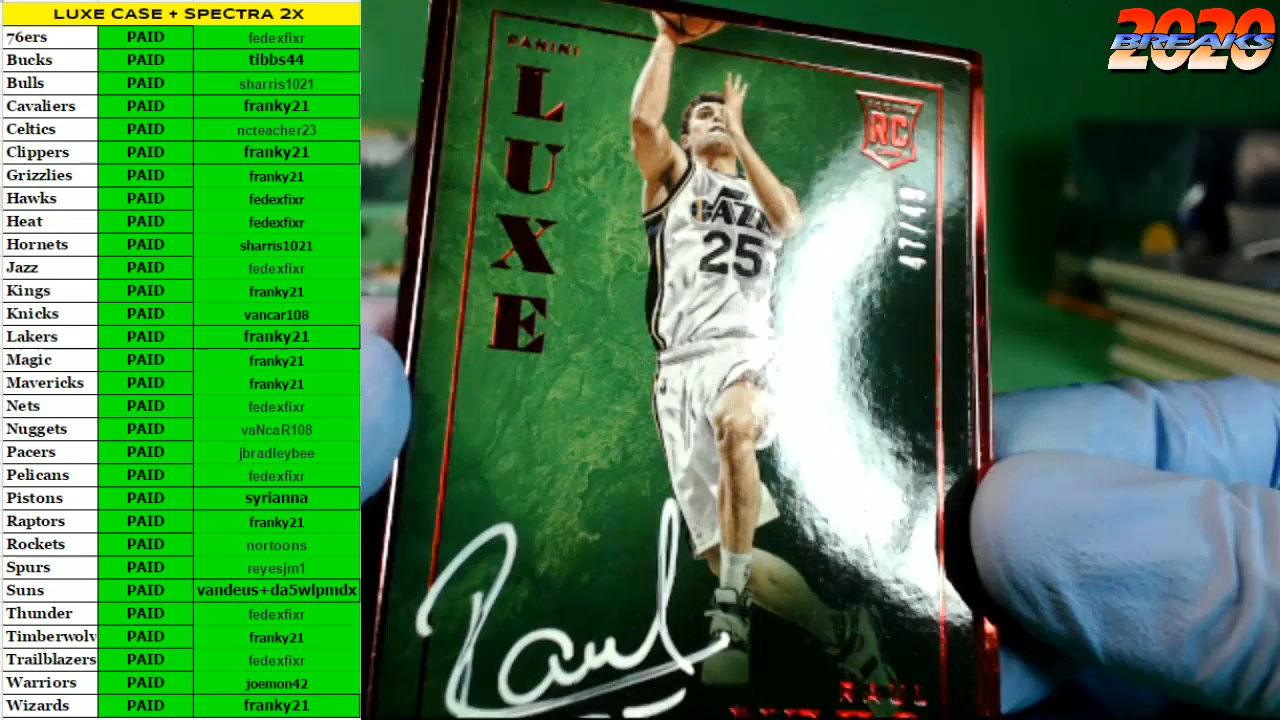 LUXE CASE + SPECTRA 2X
76ers PAID fedexfixr
Bucks PAID tibbs44
Bulls PAID sharris1021
Cavaliers PAID franky21
Celtics PAID ncteacher23
Clippers PAID franky21
Grizzlies PAID franky21
Hawks PAID fedexfixr
Heat PAID fedexfixr
Hornets PAID sharris1021
Jazz PAID fedexfixr
Kings PAID franky21
Knicks PAID vancar108
Lakers PAID franky21
Magic PAID franky21
Mavericks PAID franky21
Nets PAID fedexfixr
Nuggets PAID vaNcaR108
Pacers PAID jbradleybee
Pelicans PAID fedexfixr
Pistons PAID syrianna
Raptors PAID franky21
Rockets PAID nortoons
Spurs PAID reyesjm1
Suns PAID vandeus+da5wlpmdx
Thunder PAID fedexfixr
Timberwolv PAID franky21
Trailblazers PAID fedexfixr
Warriors PAID joemon42
Wizards PAID franky21
2020
BREAKS
PANINI
LUXE
RC
47/49
JAZZ
25
Raul
RAUL